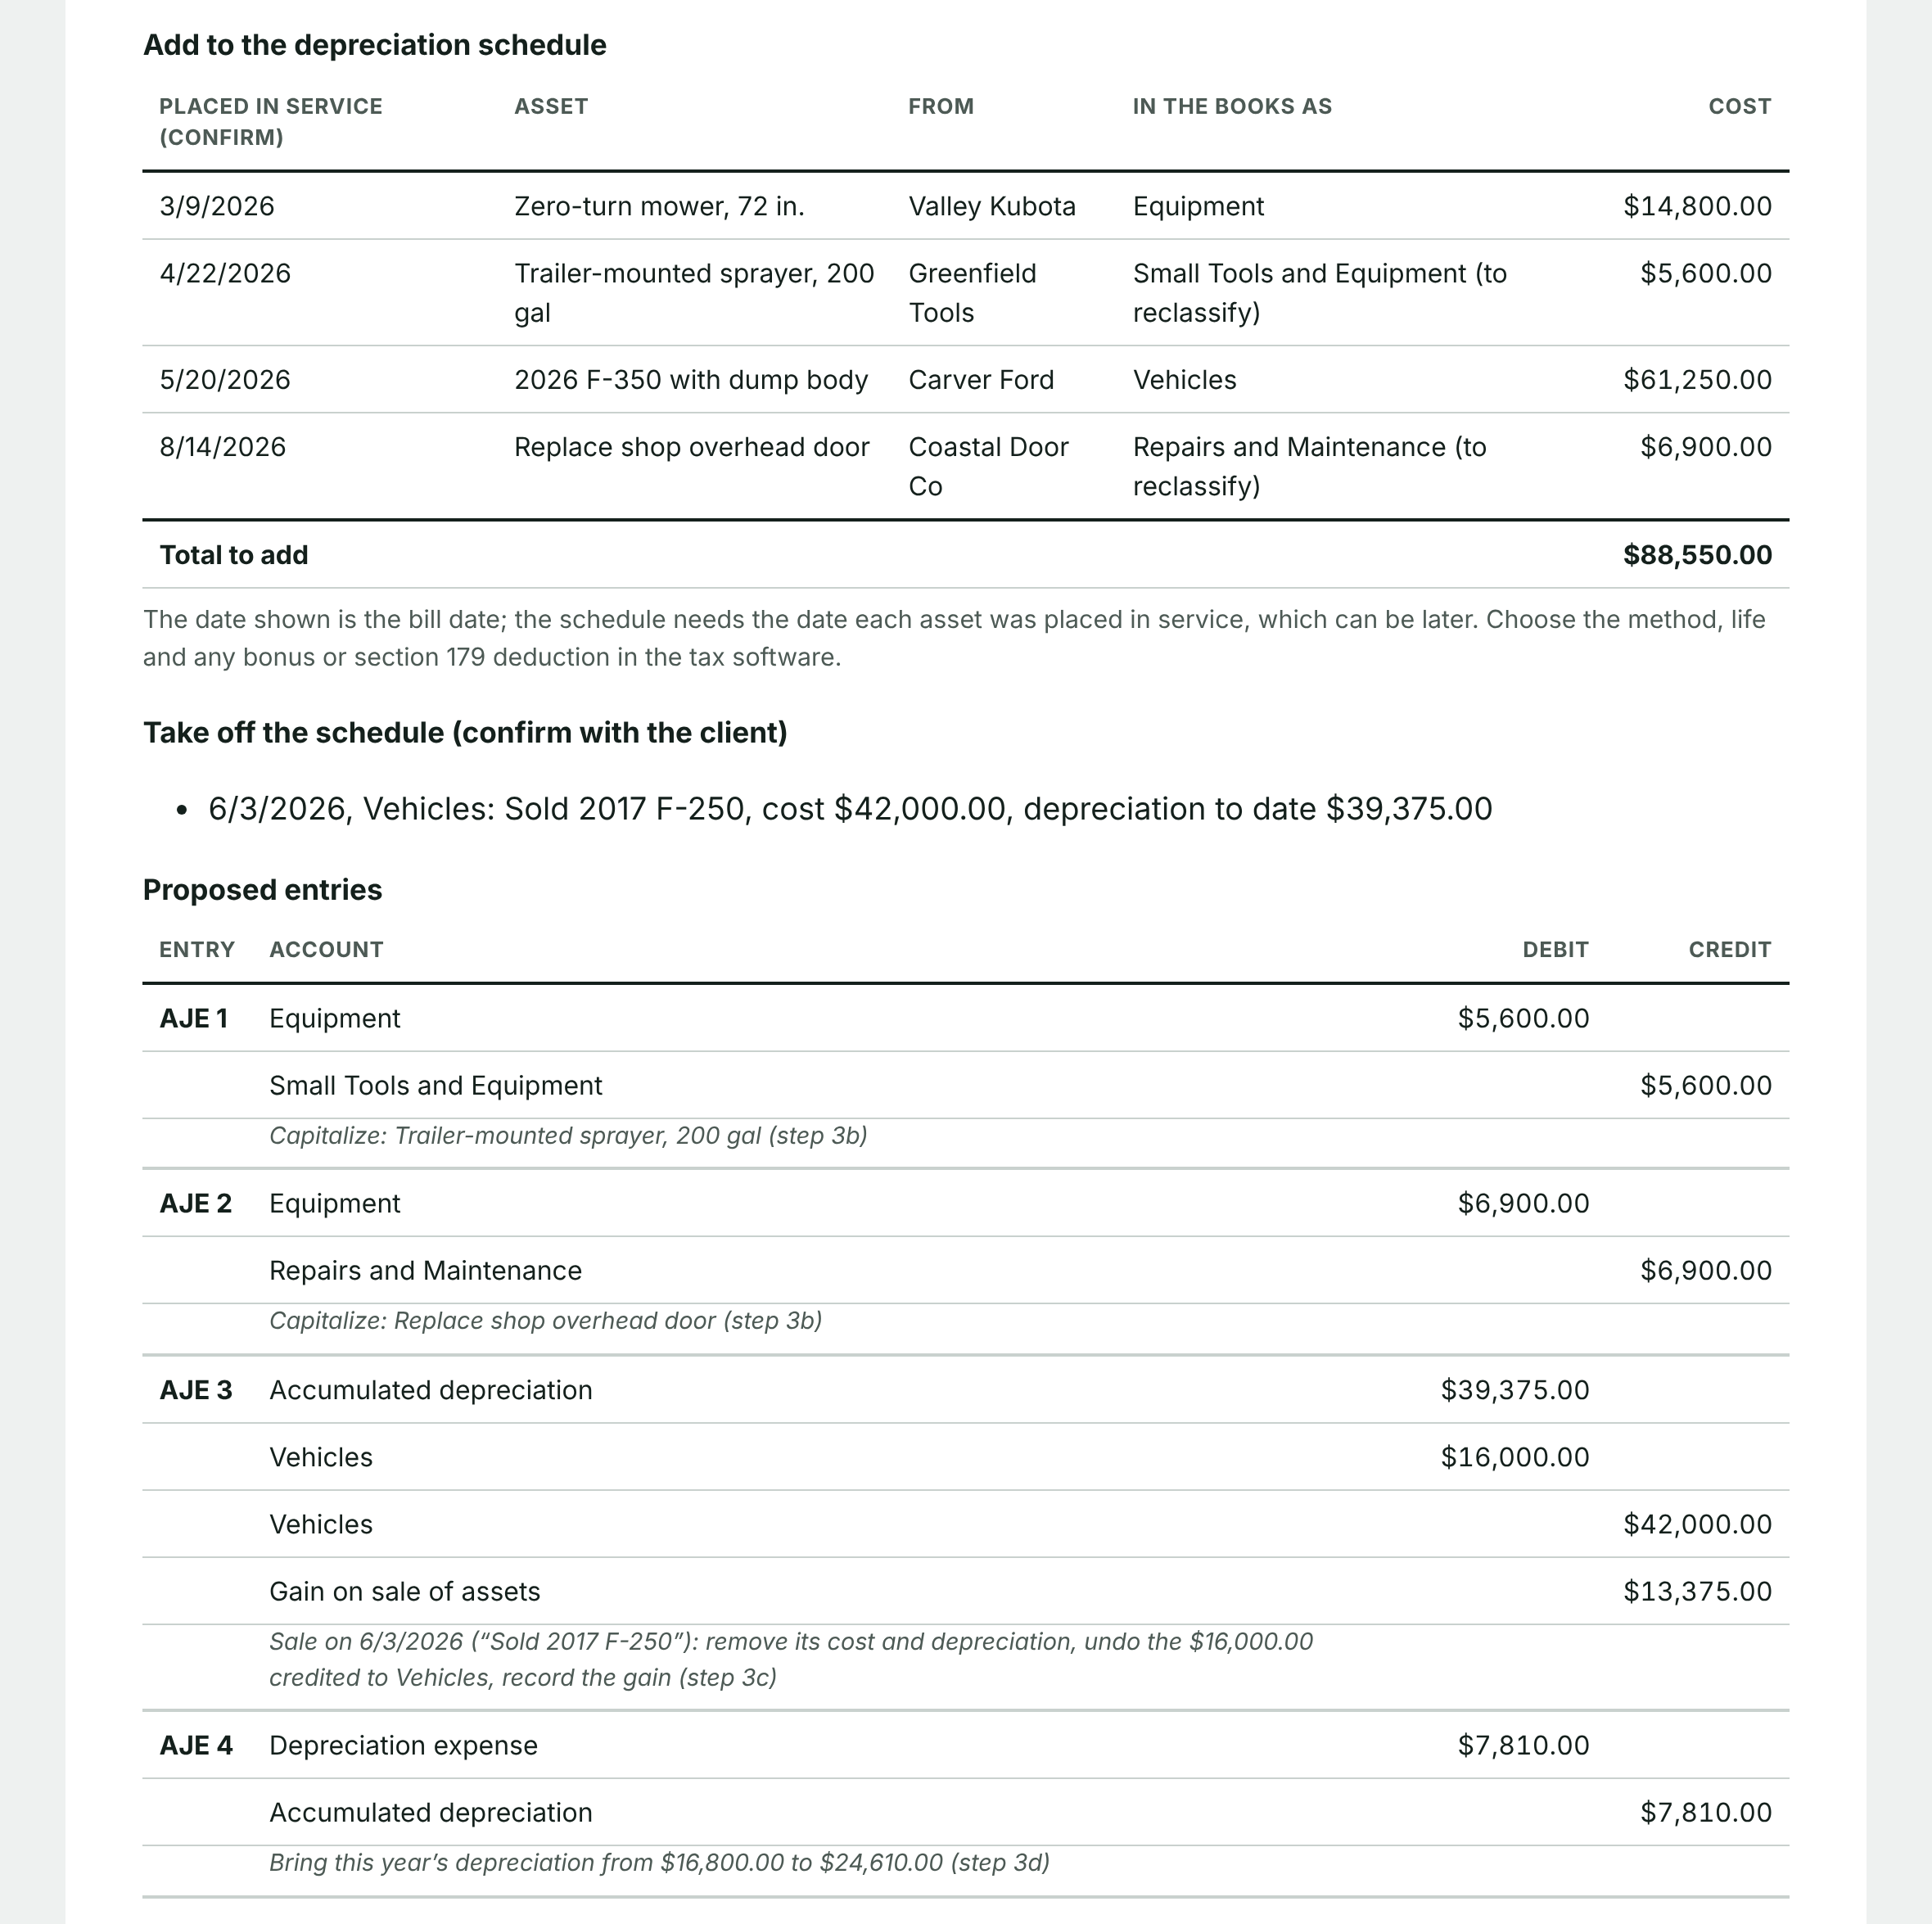 Add to the depreciation schedule
PLACED IN SERVICE (CONFIRM) ASSET FROM IN THE BOOKS AS COST
3/9/2026 Zero-turn mower, 72 in. Valley Kubota Equipment $14,800.00
4/22/2026 Trailer-mounted sprayer, 200 gal Greenfield Tools Small Tools and Equipment (to reclassify) $5,600.00
5/20/2026 2026 F-350 with dump body Carver Ford Vehicles $61,250.00
8/14/2026 Replace shop overhead door Coastal Door Co Repairs and Maintenance (to reclassify) $6,900.00
Total to add $88,550.00
The date shown is the bill date; the schedule needs the date each asset was placed in service, which can be later. Choose the method, life
and any bonus or section 179 deduction in the tax software.
Take off the schedule (confirm with the client)
• 6/3/2026, Vehicles: Sold 2017 F-250, cost $42,000.00, depreciation to date $39,375.00
Proposed entries
ENTRY ACCOUNT DEBIT CREDIT
AJE 1 Equipment $5,600.00
Small Tools and Equipment $5,600.00
Capitalize: Trailer-mounted sprayer, 200 gal (step 3b)
AJE 2 Equipment $6,900.00
Repairs and Maintenance $6,900.00
Capitalize: Replace shop overhead door (step 3b)
AJE 3 Accumulated depreciation $39,375.00
Vehicles $16,000.00
Vehicles $42,000.00
Gain on sale of assets $13,375.00
Sale on 6/3/2026 (“Sold 2017 F-250”): remove its cost and depreciation, undo the $16,000.00
credited to Vehicles, record the gain (step 3c)
AJE 4 Depreciation expense $7,810.00
Accumulated depreciation $7,810.00
Bring this year’s depreciation from $16,800.00 to $24,610.00 (step 3d)